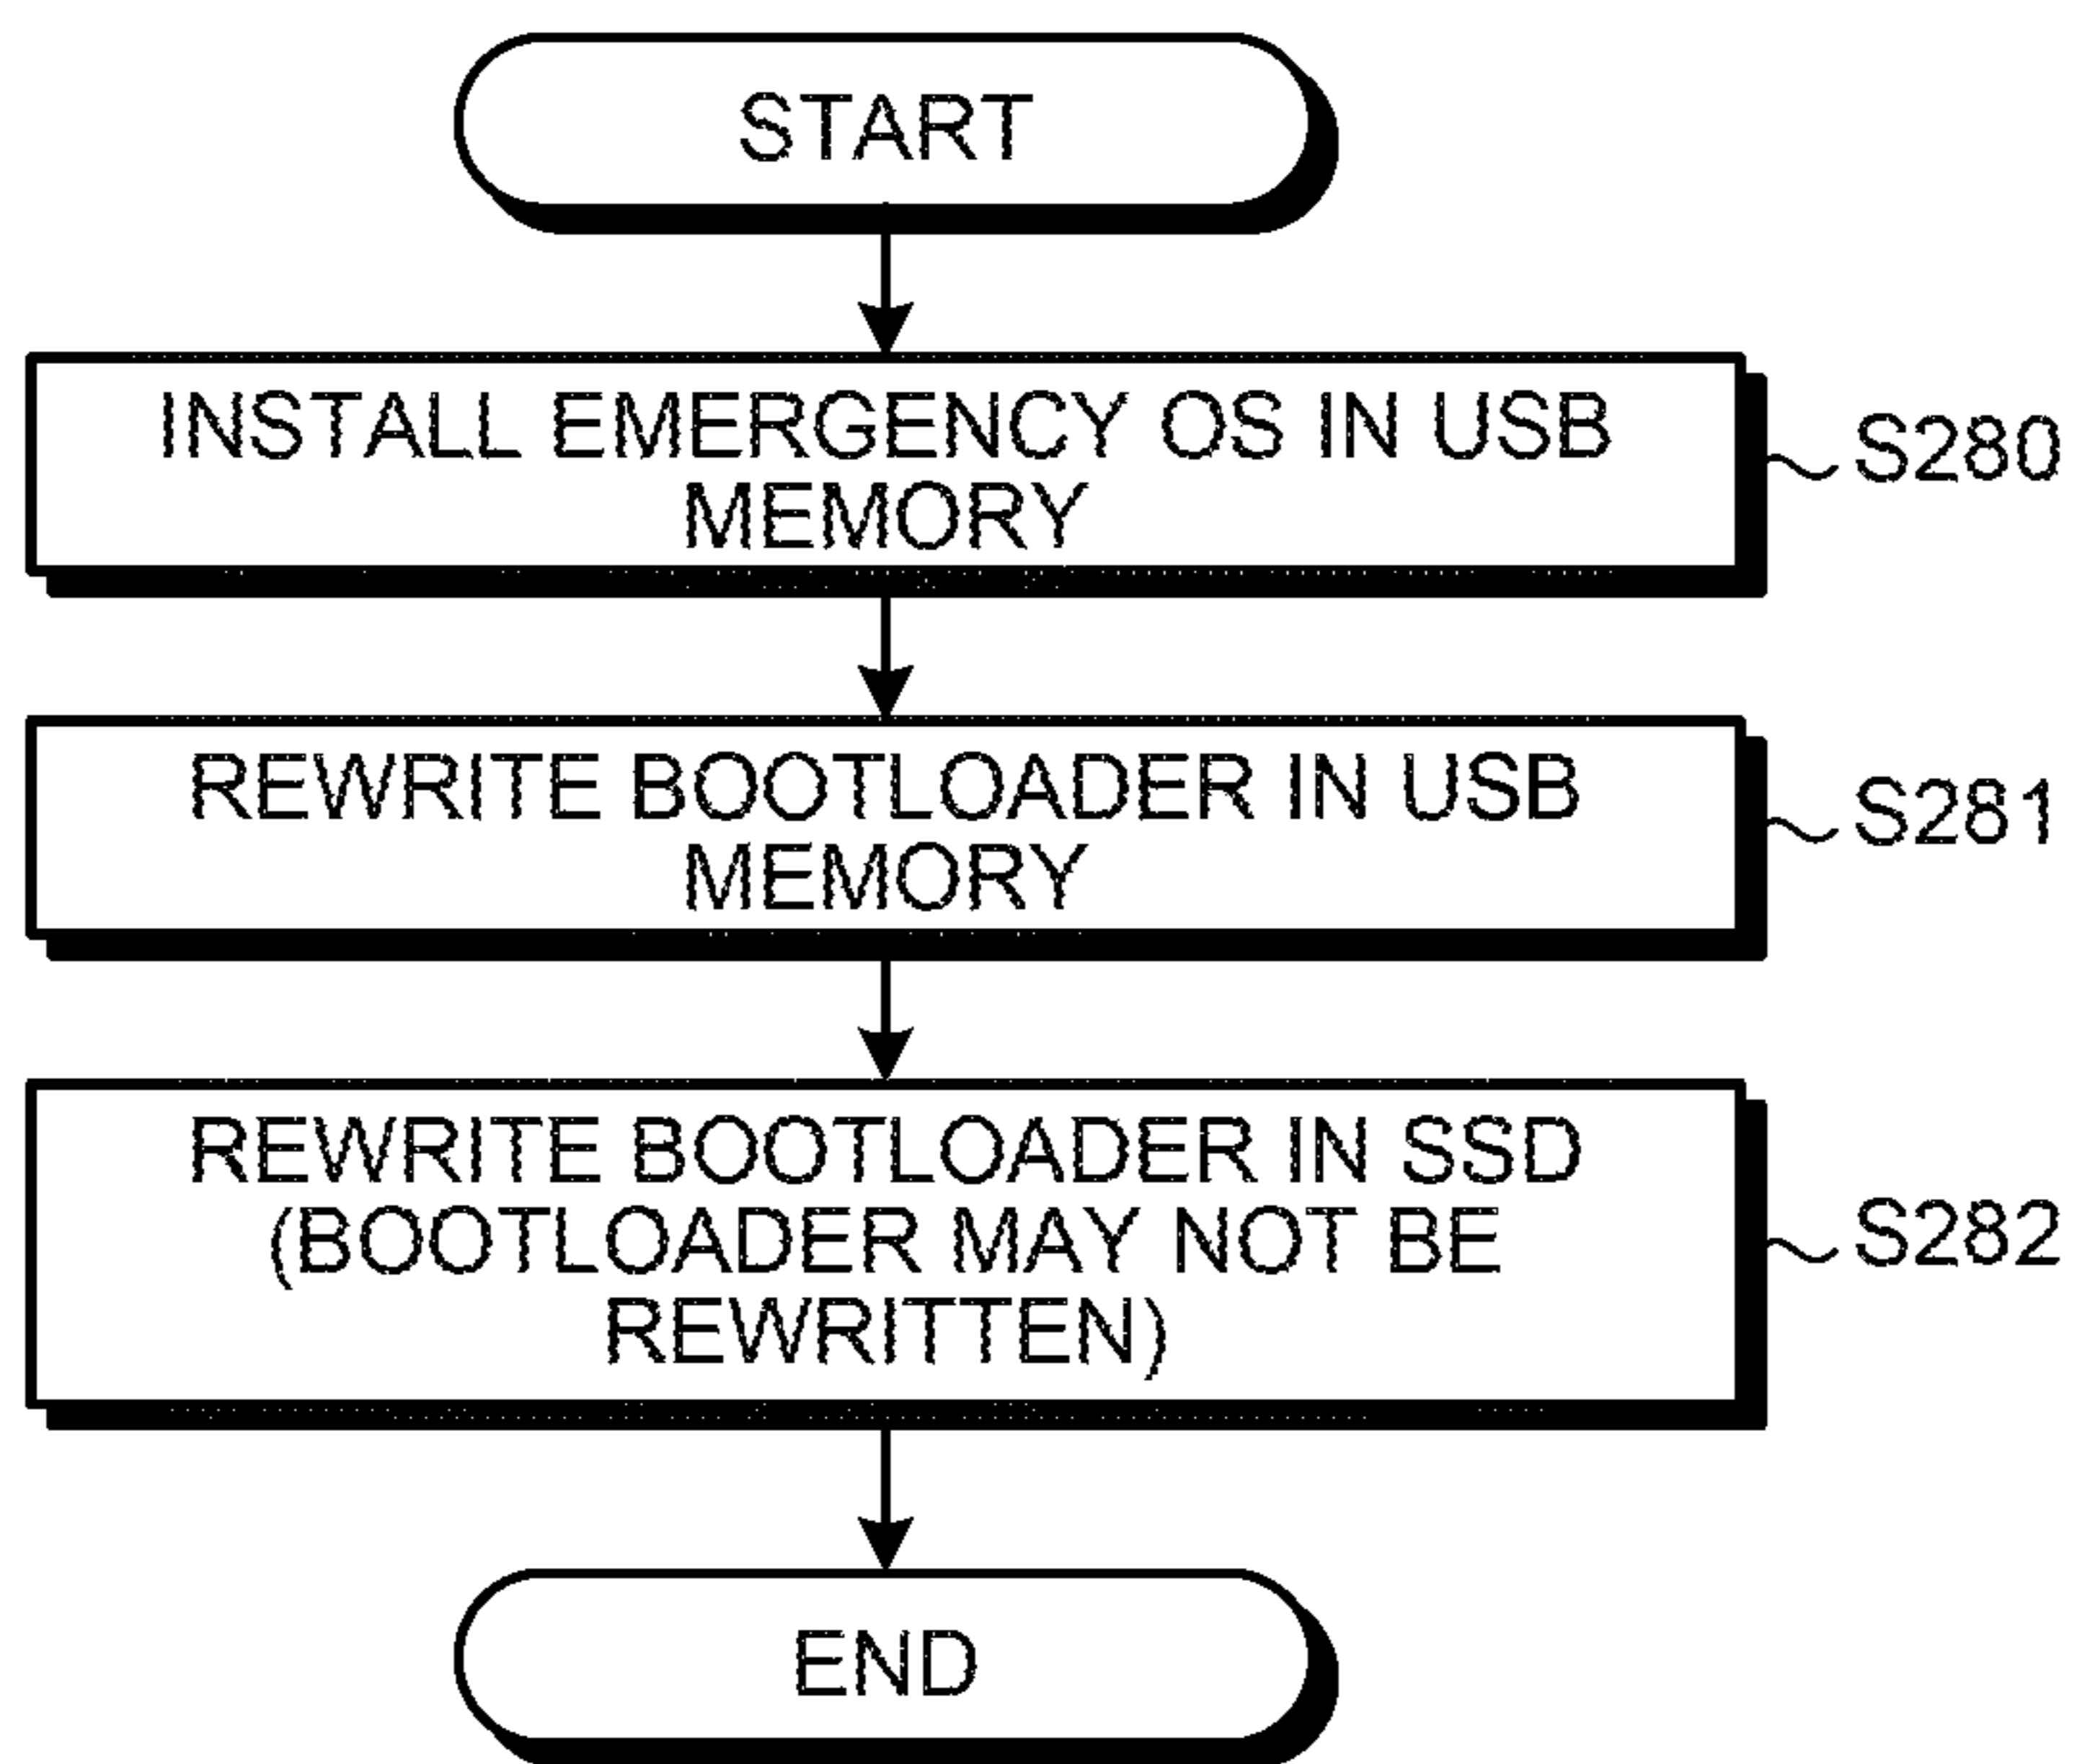 START
INSTALL EMERGENCY OS IN USB
MEMORY
S280
REWRITE BOOTLOADER IN USB
MEMORY
S281
REWRITE BOOTLOADER IN SSD
(BOOTLOADER MAY NOT BE
REWRITTEN)
S282
END